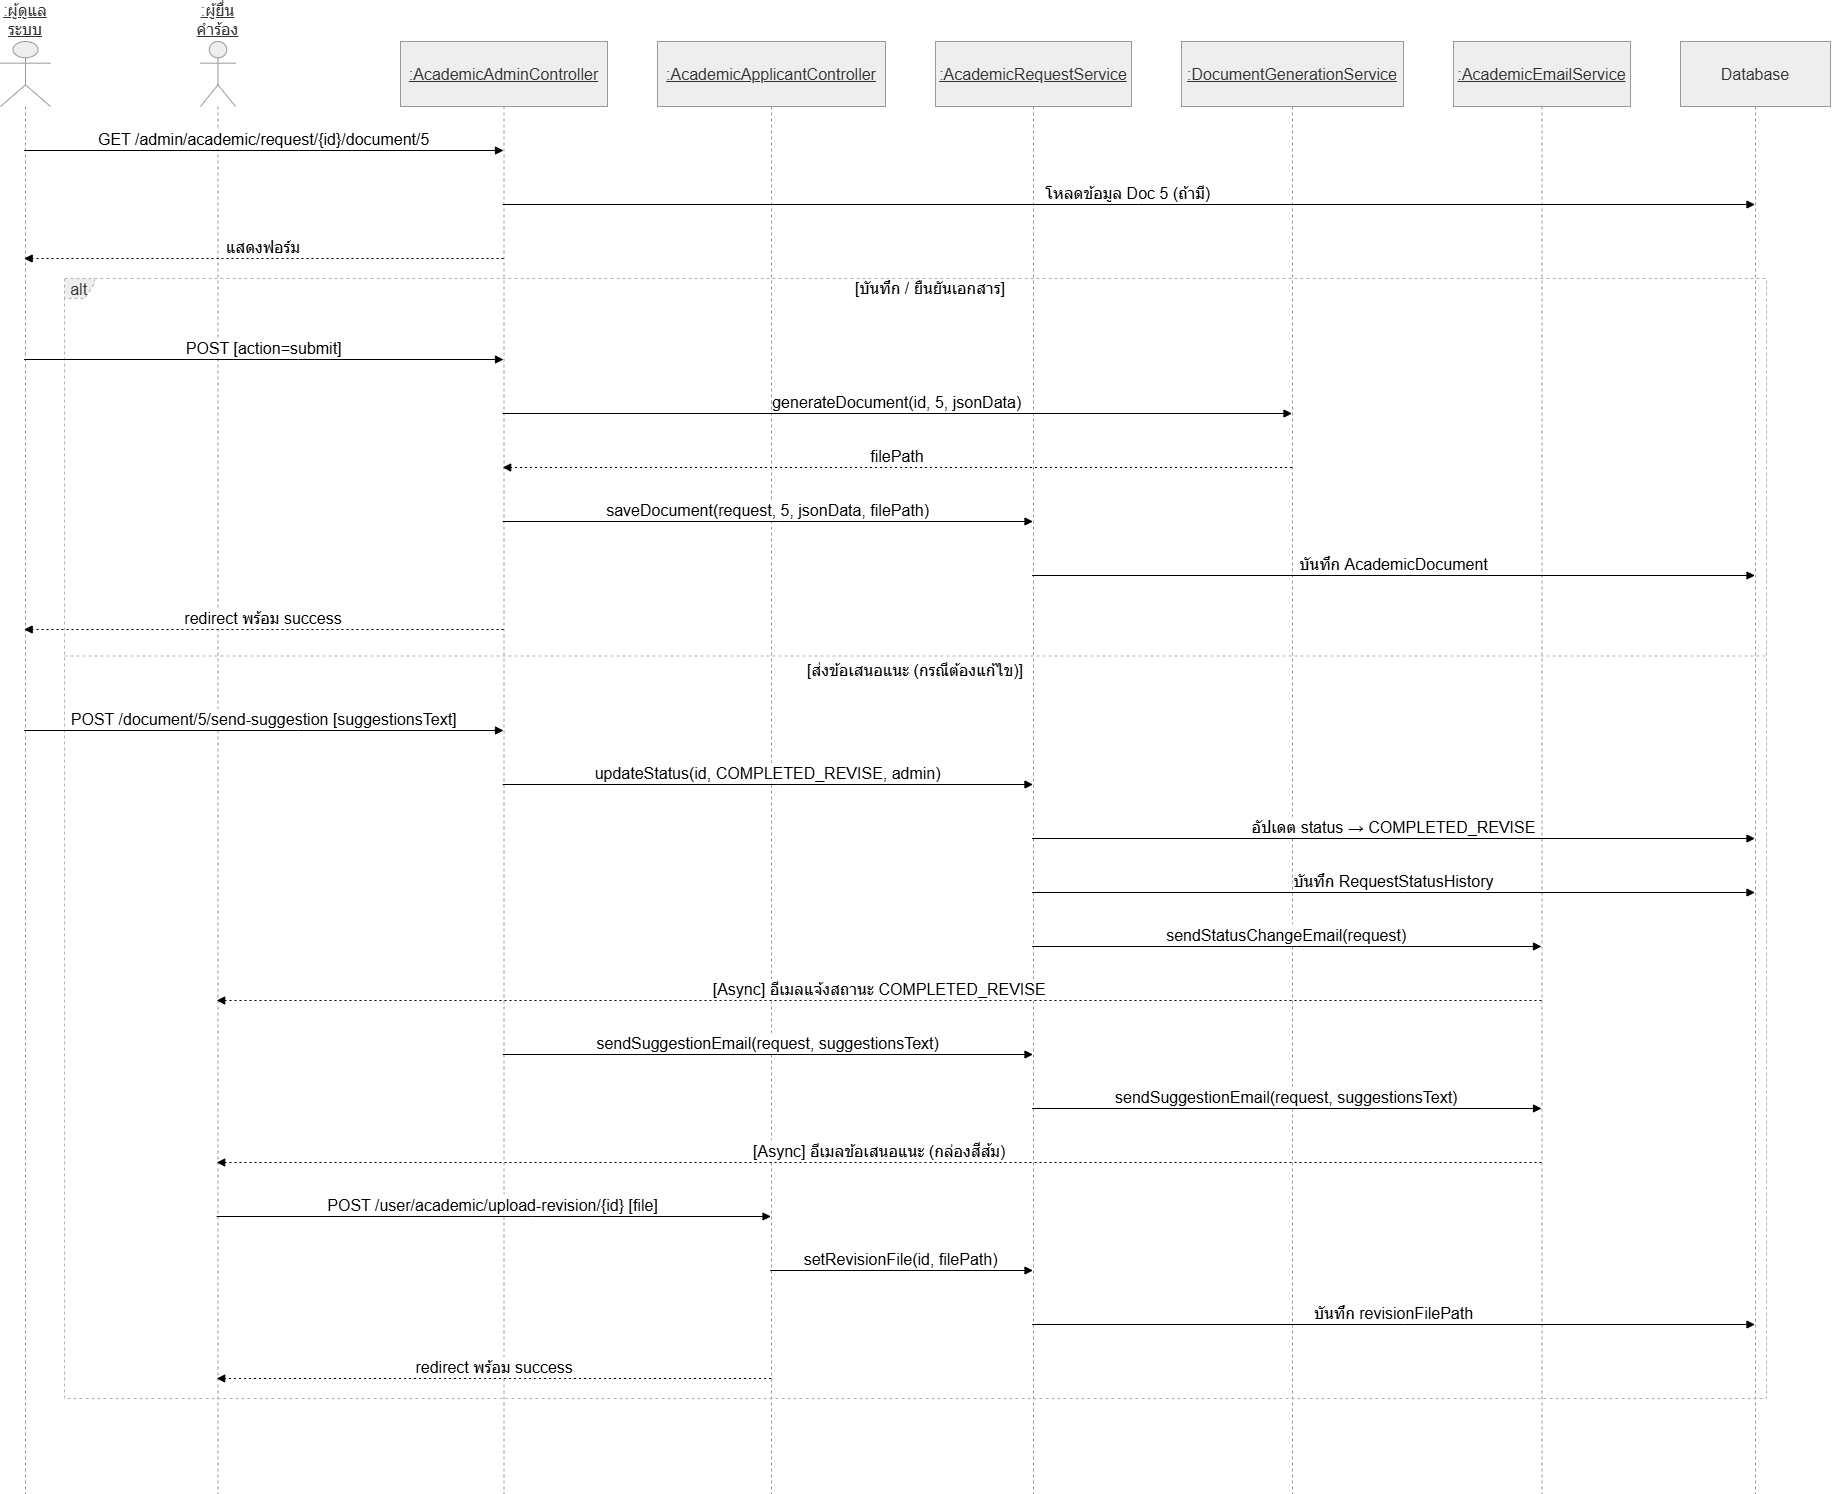 :ผู้ดูแล
ระบบ
:ผู้ยื่น
คำร้อง
:AcademicAdminController
:AcademicApplicantController
:AcademicRequestService
:DocumentGenerationService
:AcademicEmailService
Database
GET /admin/academic/request/{id}/document/5
โหลดข้อมูล Doc 5 (ถ้ามี)
แสดงฟอร์ม
alt
[บันทึก / ยืนยันเอกสาร]
POST [action=submit]
generateDocument(id, 5, jsonData)
filePath
saveDocument(request, 5, jsonData, filePath)
บันทึก AcademicDocument
redirect พร้อม success
[ส่งข้อเสนอแนะ (กรณีต้องแก้ไข)]
POST /document/5/send-suggestion [suggestionsText]
updateStatus(id, COMPLETED_REVISE, admin)
อัปเดต status → COMPLETED_REVISE
บันทึก RequestStatusHistory
sendStatusChangeEmail(request)
[Async] อีเมลแจ้งสถานะ COMPLETED_REVISE
sendSuggestionEmail(request, suggestionsText)
sendSuggestionEmail(request, suggestionsText)
[Async] อีเมลข้อเสนอแนะ (กล่องสีส้ม)
POST /user/academic/upload-revision/{id} [file]
setRevisionFile(id, filePath)
บันทึก revisionFilePath
redirect พร้อม success